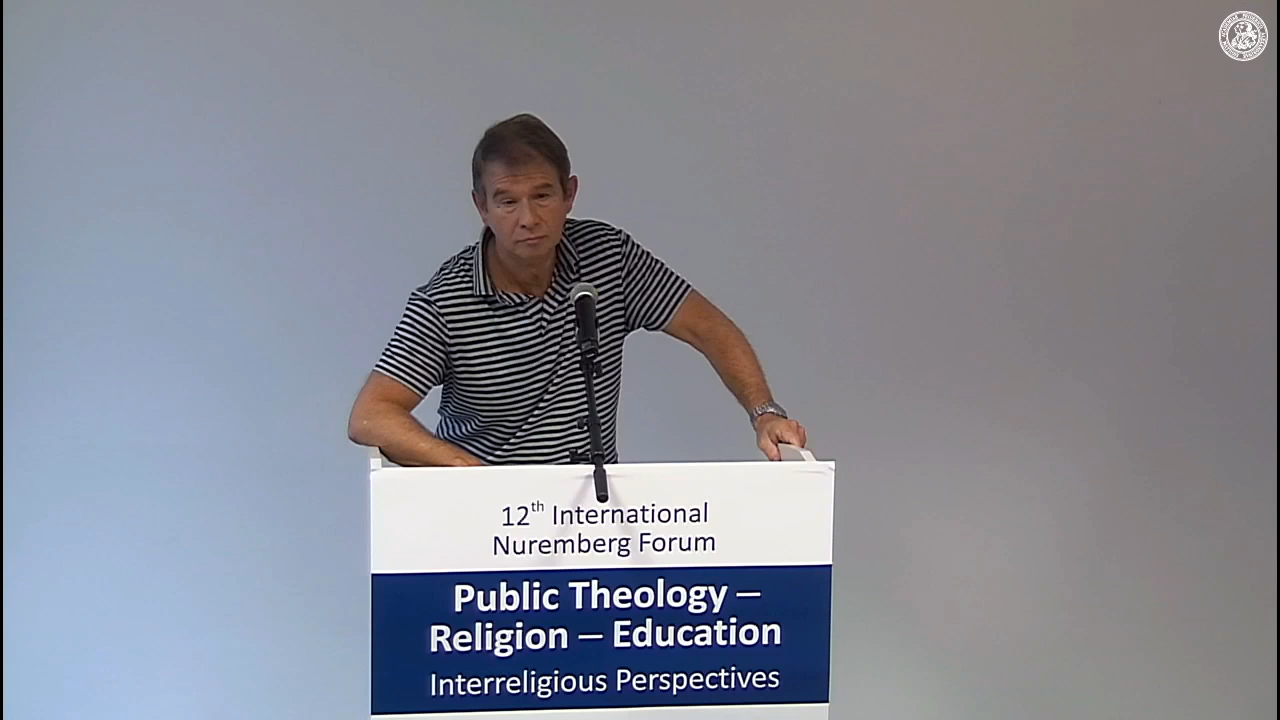 12th International
Nuremberg Forum
Public Theology –
Religion – Education
Interreligious Perspectives